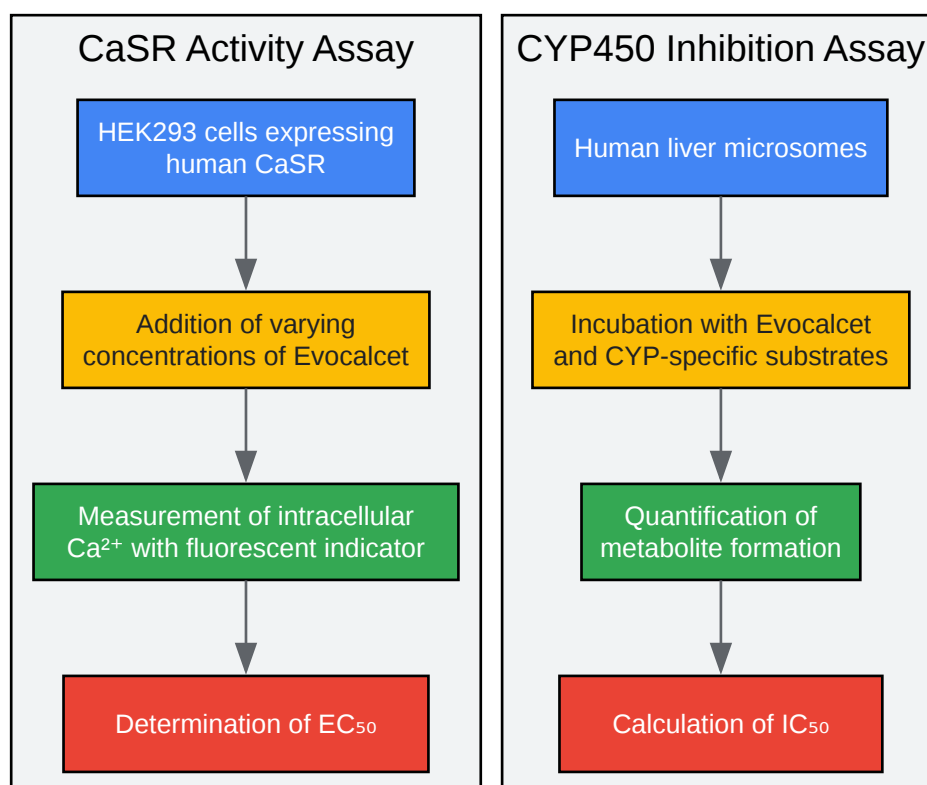 CaSR Activity Assay
HEK293 cells expressing
human CaSR
Addition of varying
concentrations of Evocalcet
Measurement of intracellular
Ca²⁺ with fluorescent indicator
Determination of EC₅₀
CYP450 Inhibition Assay
Human liver microsomes
Incubation with Evocalcet
and CYP-specific substrates
Quantification of
metabolite formation
Calculation of IC₅₀